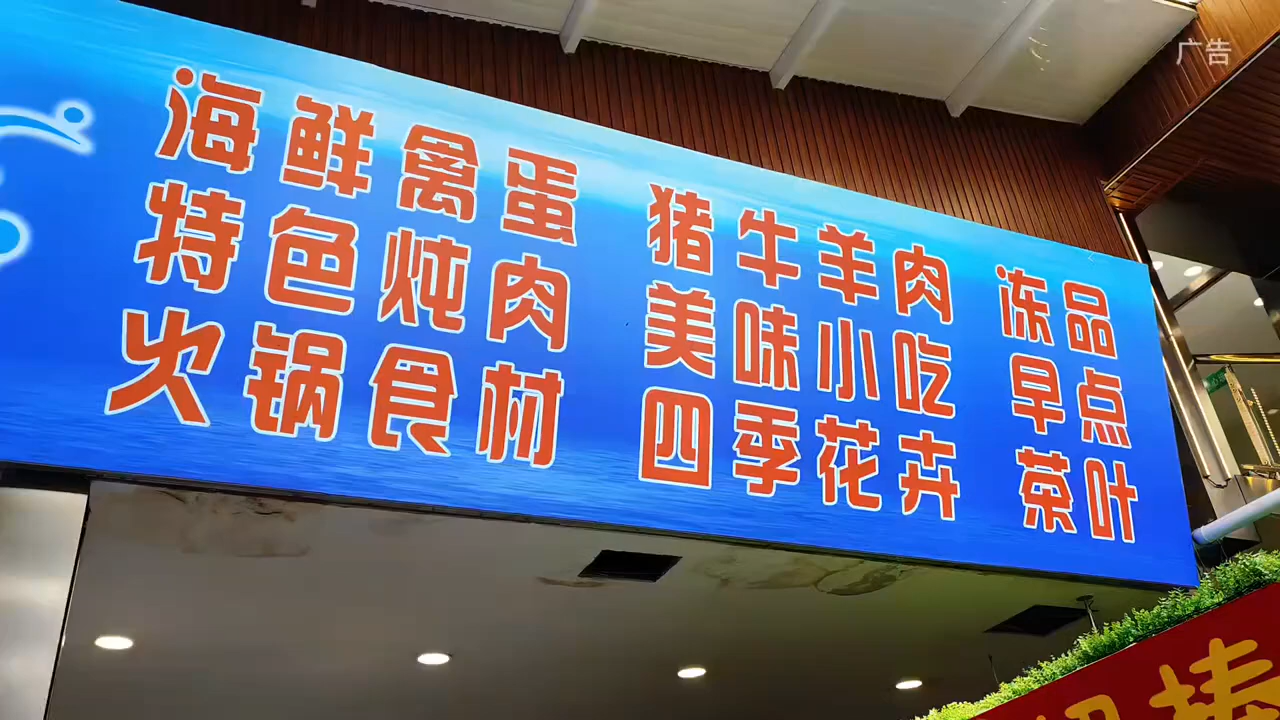 广告
海鲜禽蛋 猪牛羊肉 冻品
特色炖肉 美味小吃 早点
火锅食材 四季花卉 茶叶